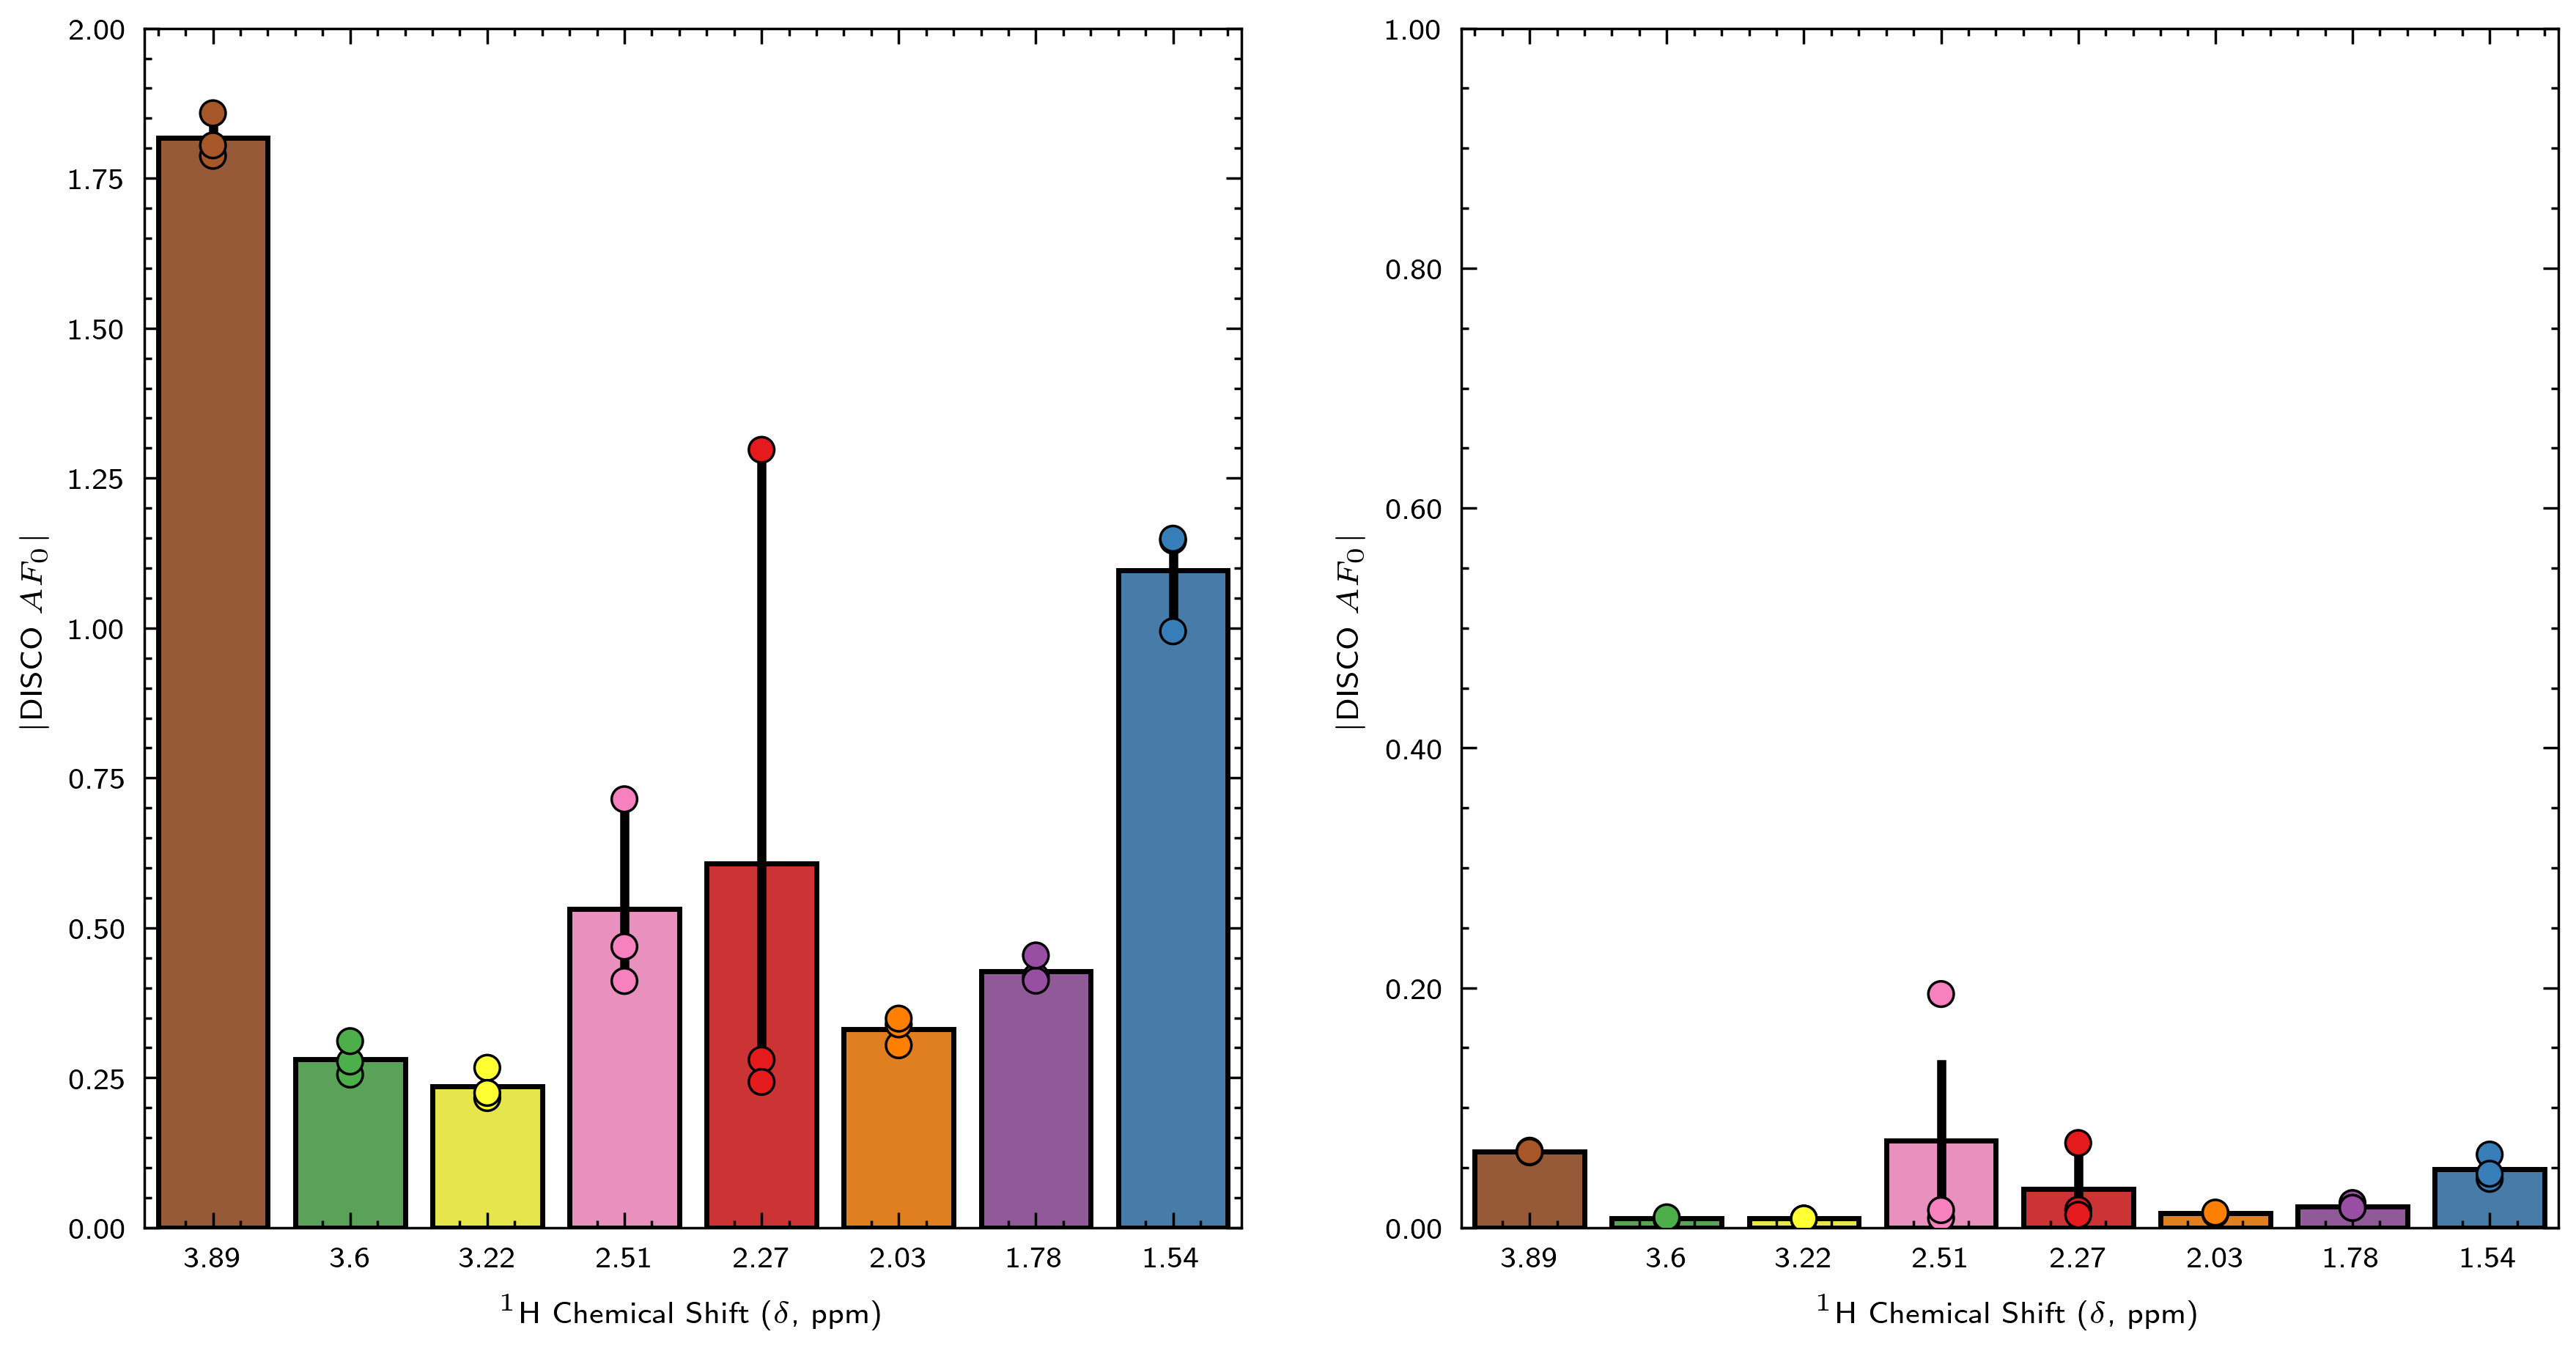 2.00
1.75
1.50
1.25
1.00
0.75
0.50
0.25
0.00
|DISCO AF₀|
3.89 3.6 3.22 2.51 2.27 2.03 1.78 1.54
¹H Chemical Shift (δ, ppm)
1.00
0.80
0.60
0.40
0.20
0.00
|DISCO AF₀|
3.89 3.6 3.22 2.51 2.27 2.03 1.78 1.54
¹H Chemical Shift (δ, ppm)